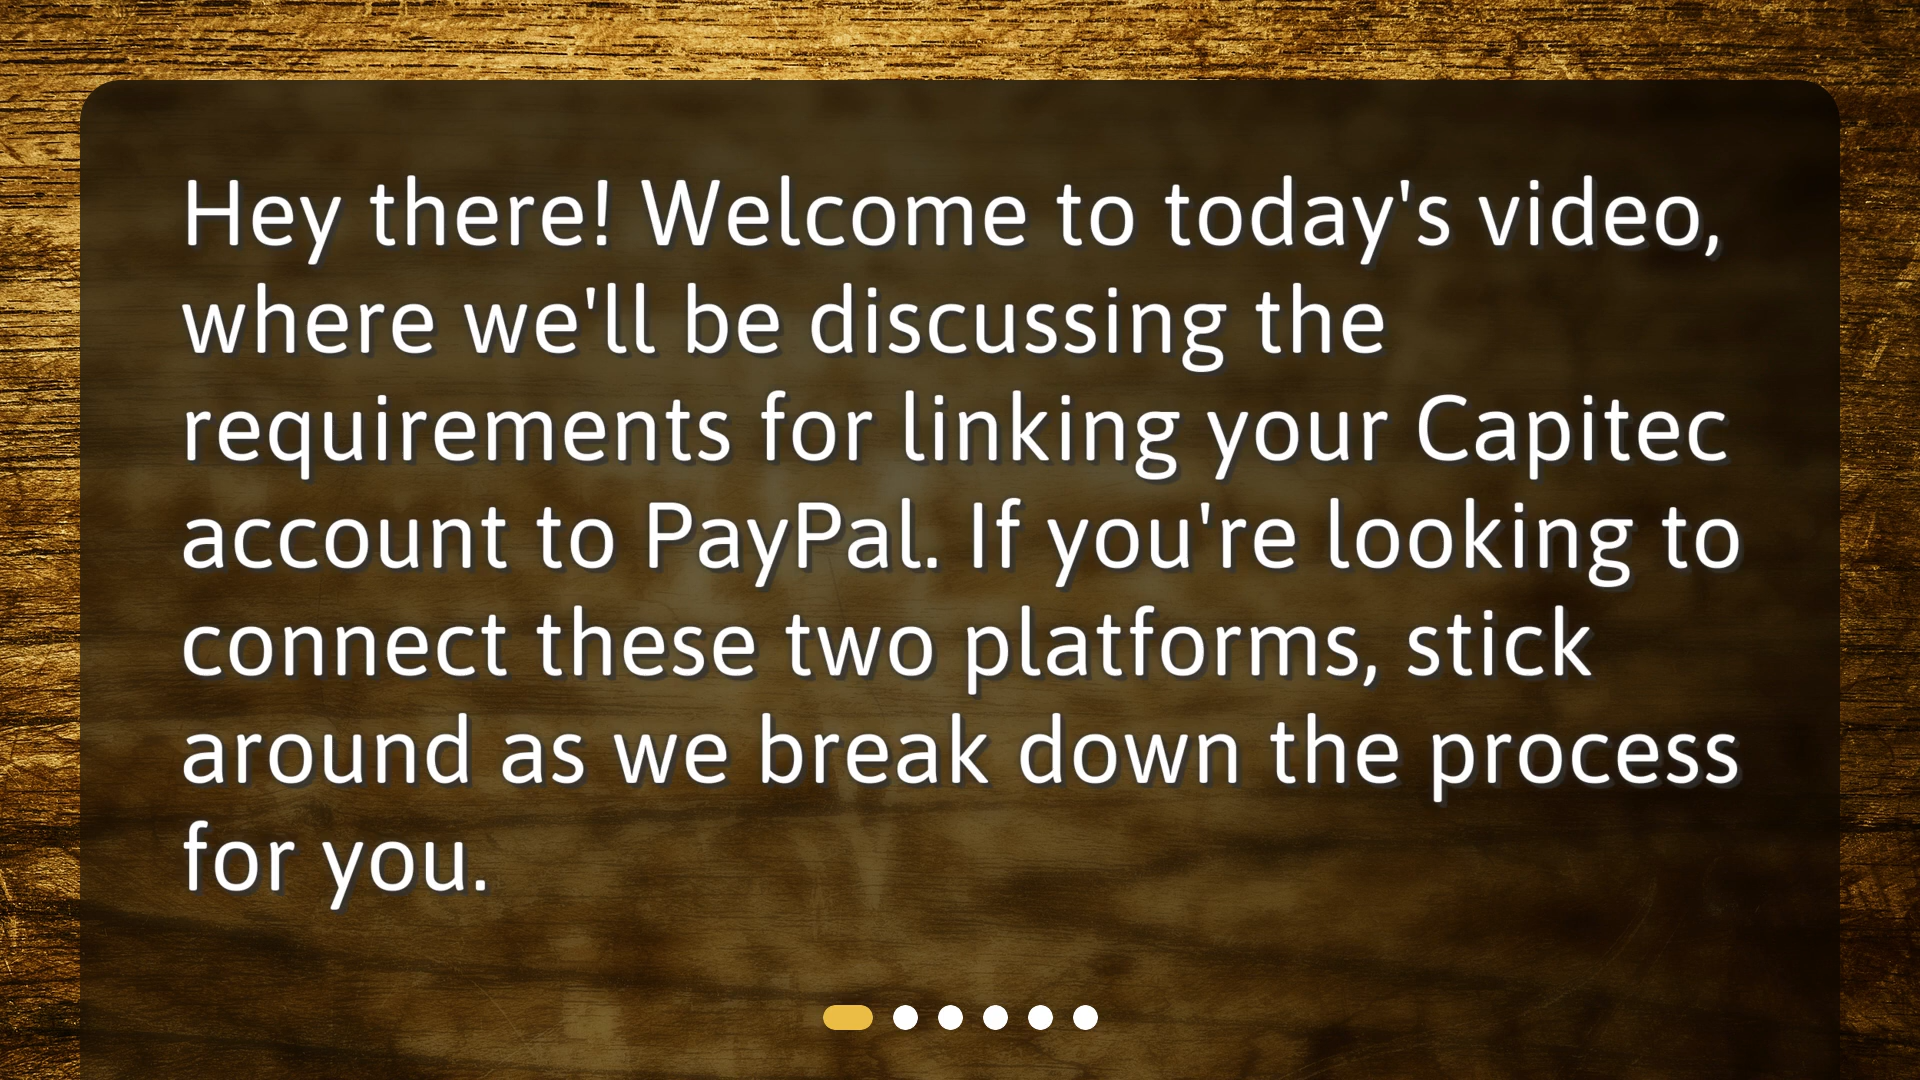 Hey there! Welcome to today's video,
where we'll be discussing the
requirements for linking your Capitec
account to PayPal. If you're looking to
connect these two platforms, stick
around as we break down the process
for you.